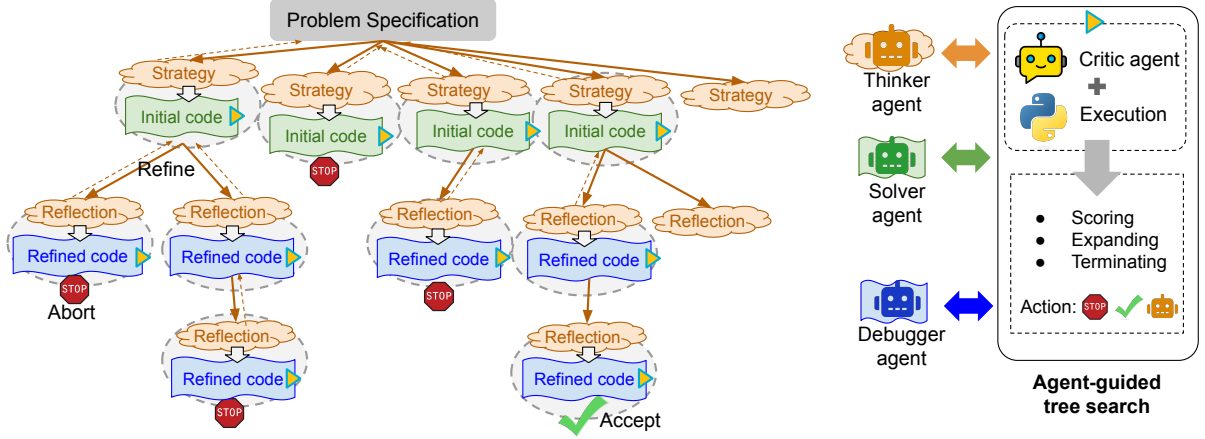 Problem Specification
Strategy
Strategy
Strategy
Strategy
Strategy
Initial code
Initial code
Initial code
Initial code
STOP
Refine
Reflection
Reflection
Reflection
Reflection
Reflection
Refined code
Refined code
Refined code
Refined code
STOP
STOP
Abort
Reflection
Reflection
Refined code
Refined code
STOP
Accept
Thinker
agent
Solver
agent
Debugger
agent
Critic agent
Execution
● Scoring
● Expanding
● Terminating
Action: STOP
Agent-guided
tree search